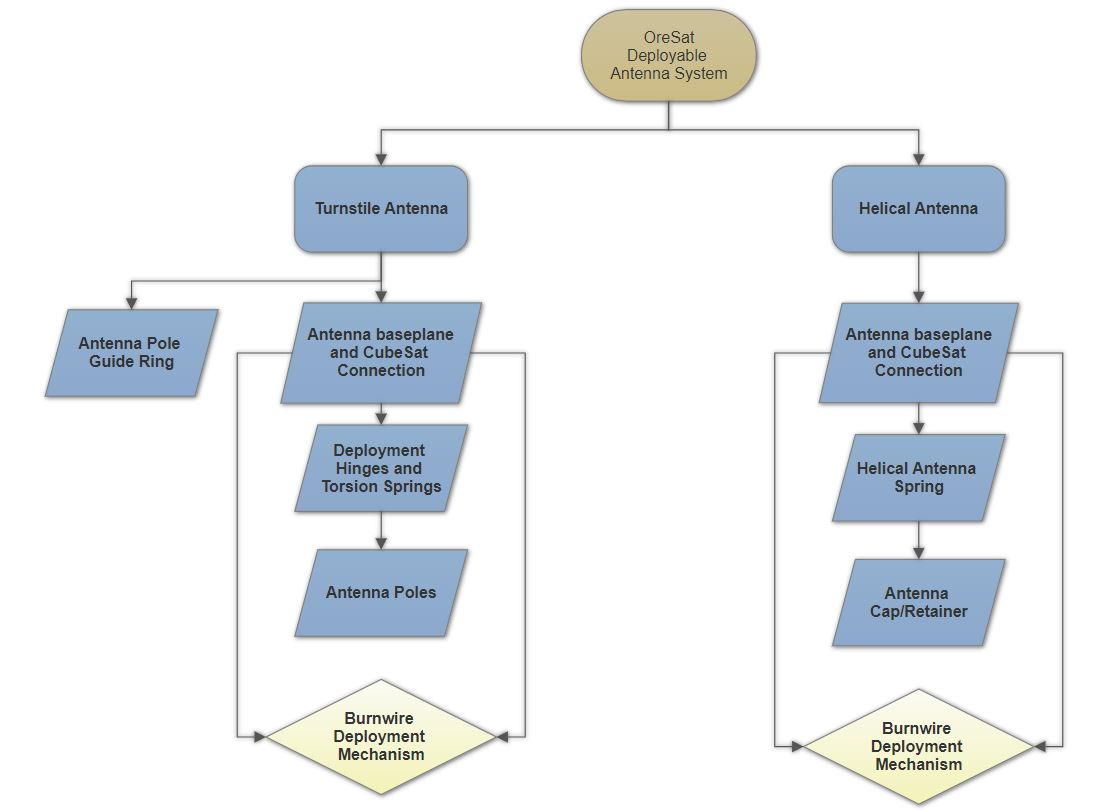 OreSat
Deployable
Antenna System
Turnstile Antenna
Helical Antenna
Antenna Pole
Guide Ring
Antenna baseplane
and CubeSat
Connection
Deployment
Hinges and
Torsion Springs
Antenna Poles
Burnwire
Deployment
Mechanism
Antenna baseplane
and CubeSat
Connection
Helical Antenna
Spring
Antenna
Cap/Retainer
Burnwire
Deployment
Mechanism